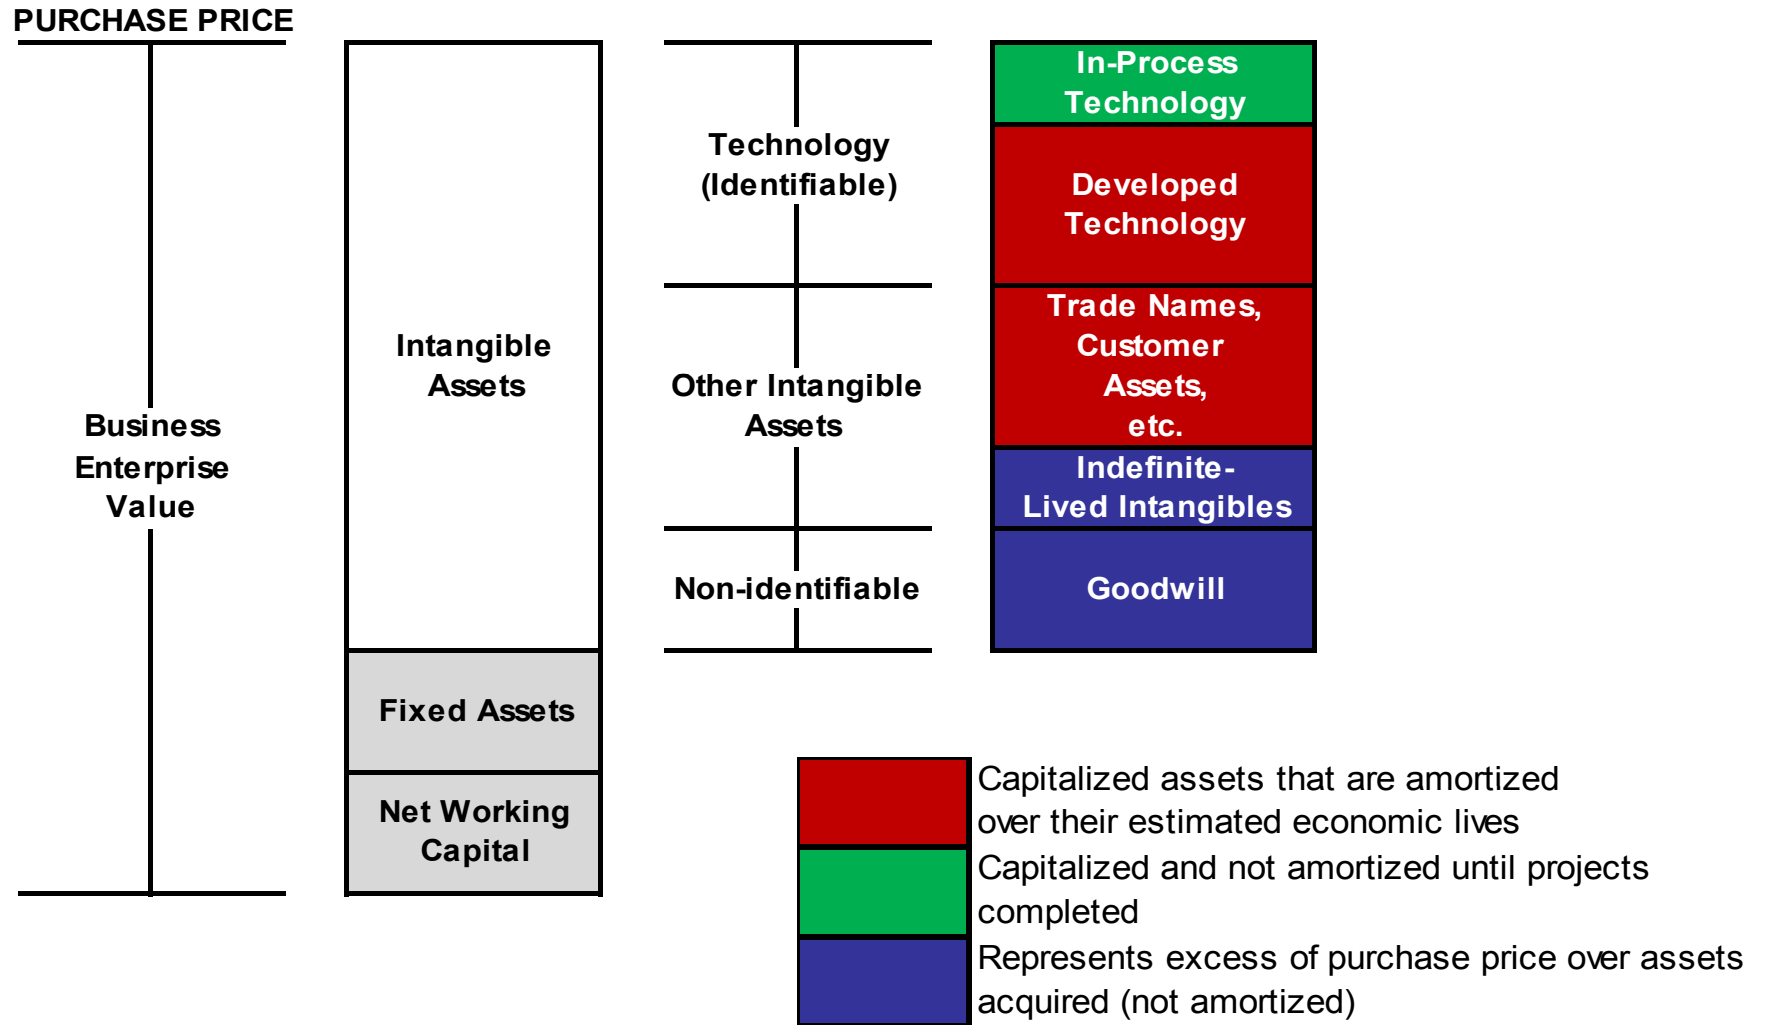 PURCHASE PRICE
Business
Enterprise
Value
Intangible
Assets
Fixed Assets
Net Working
Capital
Technology
(Identifiable)
Other Intangible
Assets
Non-identifiable
In-Process
Technology
Developed
Technology
Trade Names,
Customer
Assets,
etc.
Indefinite-
Lived Intangibles
Goodwill
Capitalized assets that are amortized
over their estimated economic lives
Capitalized and not amortized until projects
completed
Represents excess of purchase price over assets
acquired (not amortized)